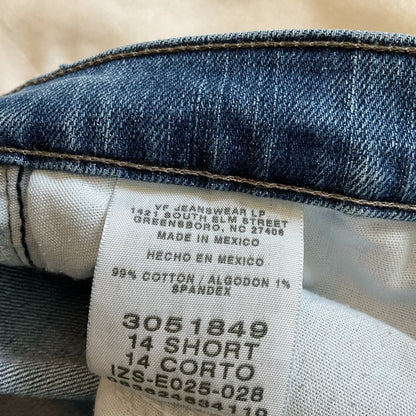 VF JEANSWEAR LP
1421 SOUTH ELM STREET
GREENSBORO, NC 27406
MADE IN MEXICO
HECHO EN MEXICO
99% COTTON / ALGODON 1%
SPANDEX
3051849
14 SHORT
14 CORTO
IZS-E025-028